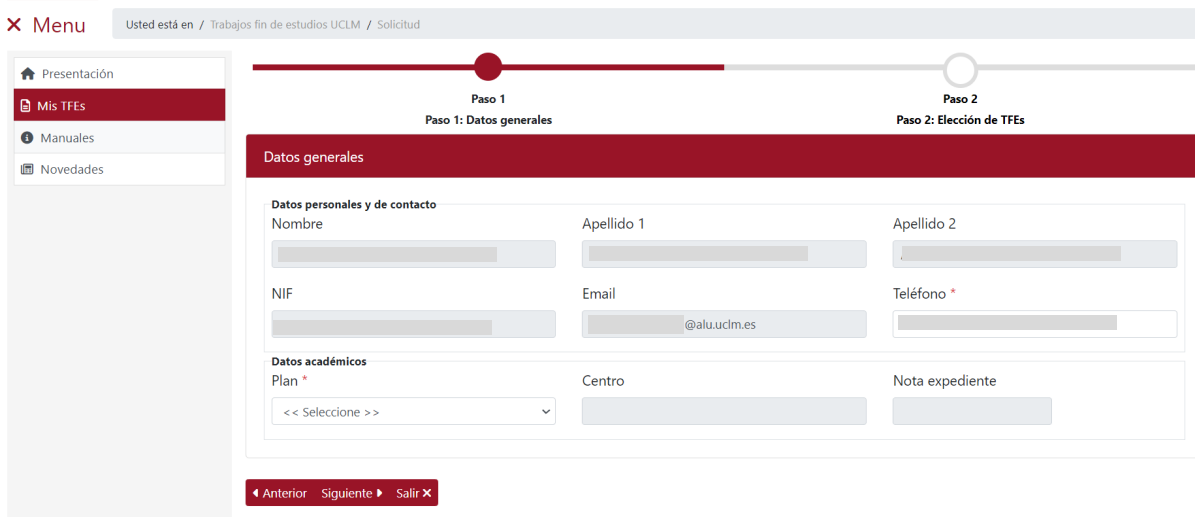 Menu
Usted está en / Trabajos fin de estudios UCLM / Solicitud
Presentación
Mis TFEs
Manuales
Novedades
Paso 1
Paso 2
Paso 1: Datos generales
Paso 2: Elección de TFEs
Datos generales
Datos personales y de contacto
Nombre
Apellido 1
Apellido 2
NIF
Email
Teléfono *
@alu.uclm.es
Datos académicos
Plan *
Centro
Nota expediente
<< Seleccione >>
Anterior
Siguiente
Salir